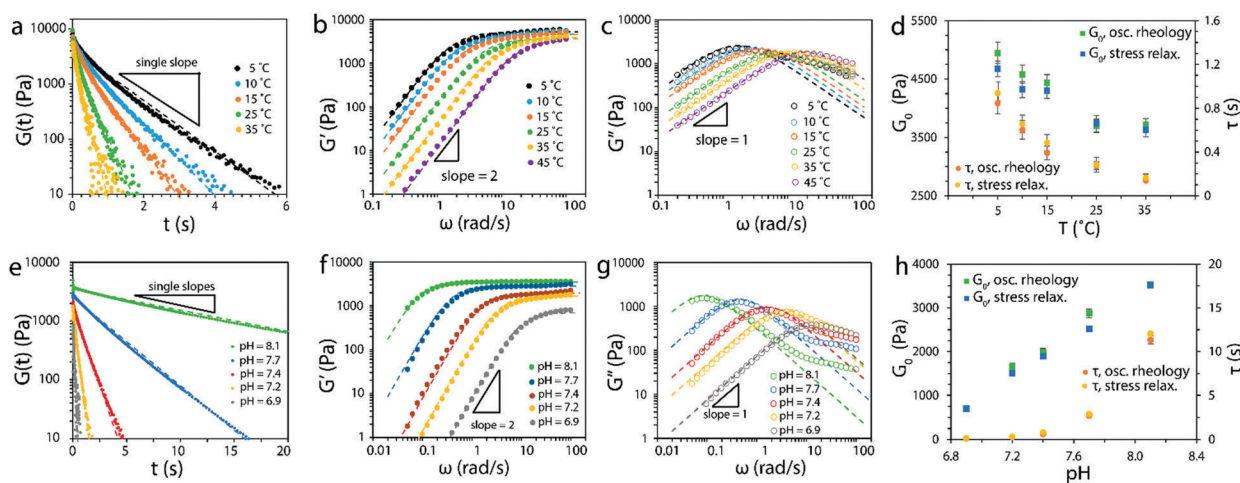 a
10000
1000
100
10
G(t) (Pa)
0 2 4 6
t (s)
single slope
5 ˚C
10 ˚C
15 ˚C
25 ˚C
35 ˚C
b
10000
1000
100
10
1
G' (Pa)
0.1 1 10 100
ω (rad/s)
slope = 2
5 ˚C
10 ˚C
15 ˚C
25 ˚C
35 ˚C
45 ˚C
c
10000
1000
100
10
1
G" (Pa)
0.1 1 10 100
ω (rad/s)
slope = 1
5 ˚C
10 ˚C
15 ˚C
25 ˚C
35 ˚C
45 ˚C
d
5500
4500
3500
2500
G₀ (Pa)
G₀, osc. rheology
G₀, stress relax.
τ, osc. rheology
τ, stress relax.
5 15 25 35
T (˚C)
1.6
1.4
1.2
1
0.8
0.6
0.4
0.2
0
τ (s)
e
10000
1000
100
10
G(t) (Pa)
0 5 10 15 20
t (s)
single slopes
pH = 8.1
pH = 7.7
pH = 7.4
pH = 7.2
pH = 6.9
f
10000
1000
100
10
1
G' (Pa)
0.01 0.1 1 10 100
ω (rad/s)
slope = 2
pH = 8.1
pH = 7.7
pH = 7.4
pH = 7.2
pH = 6.9
g
10000
1000
100
10
1
G" (Pa)
0.01 0.1 1 10 100
ω (rad/s)
slope = 1
pH = 8.1
pH = 7.7
pH = 7.4
pH = 7.2
pH = 6.9
h
4000
3000
2000
1000
0
G₀ (Pa)
G₀, osc. rheology
G₀, stress relax.
τ, osc. rheology
τ, stress relax.
6.8 7.2 7.6 8.0 8.4
pH
20
15
10
5
0
τ (s)